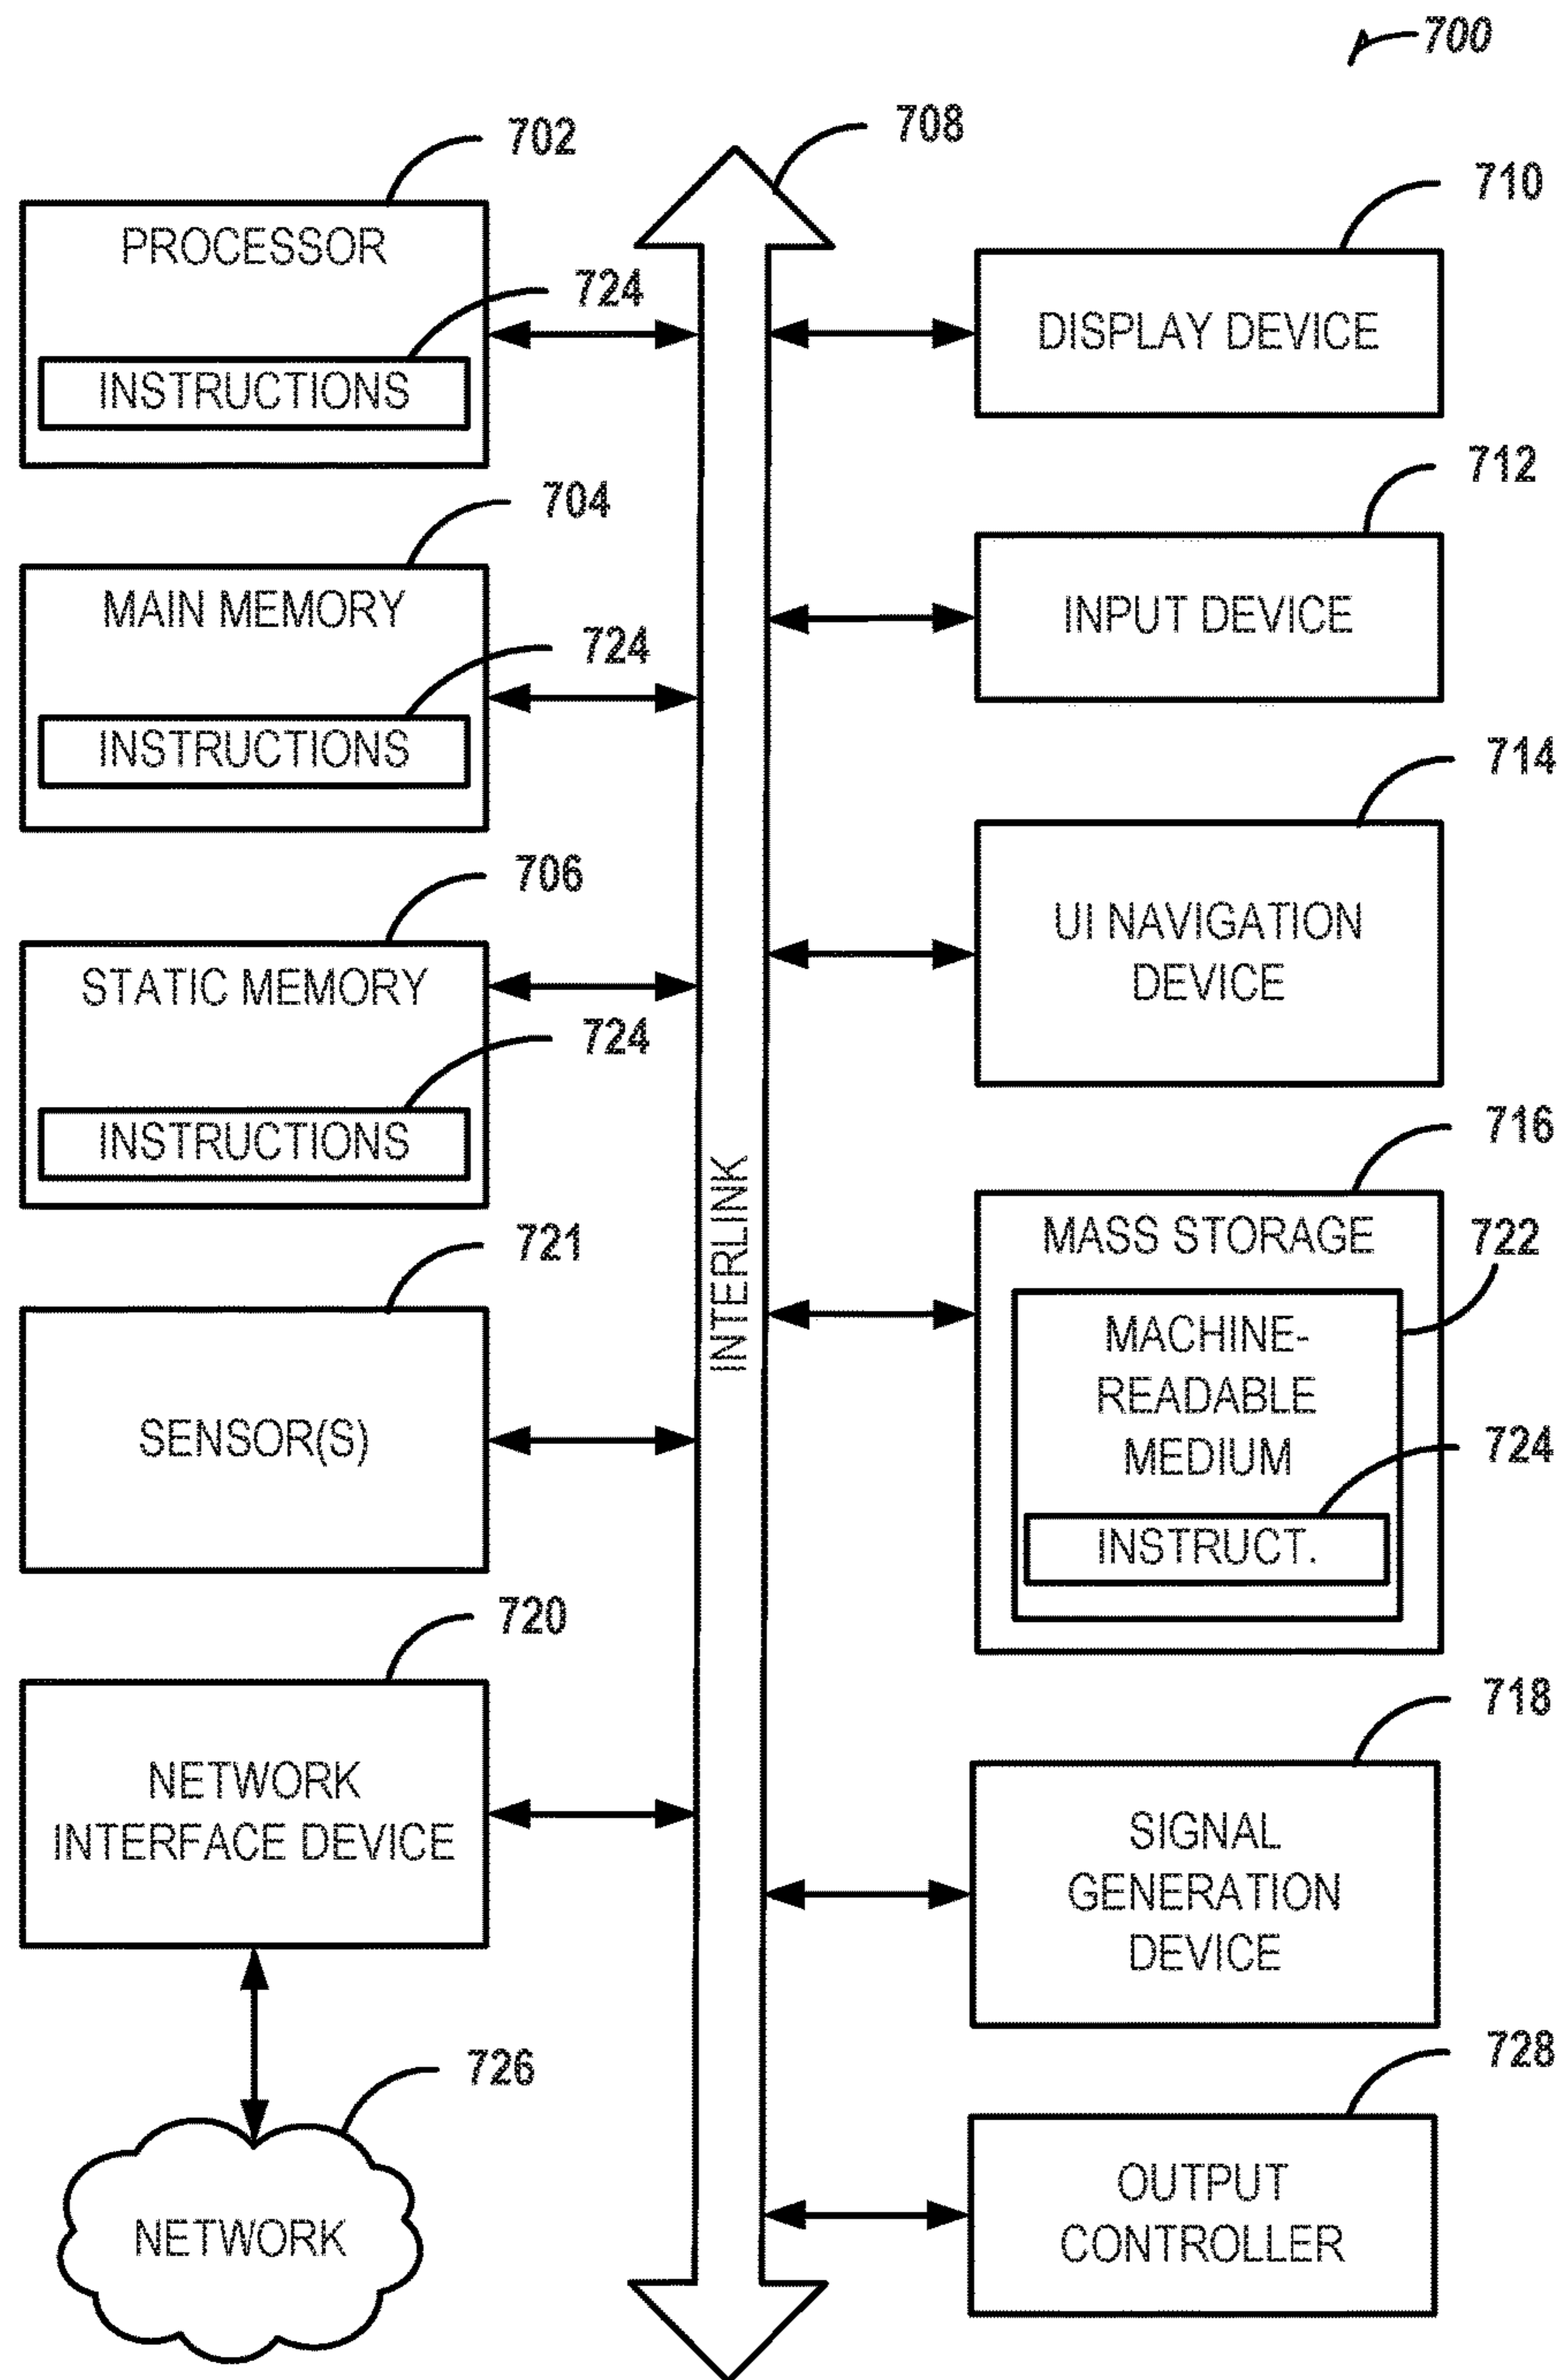 700
708
702
PROCESSOR
724
INSTRUCTIONS
704
MAIN MEMORY
724
INSTRUCTIONS
706
STATIC MEMORY
724
INSTRUCTIONS
721
SENSOR(S)
720
NETWORK
INTERFACE DEVICE
726
NETWORK
INTERLINK
710
DISPLAY DEVICE
712
INPUT DEVICE
714
UI NAVIGATION
DEVICE
716
MASS STORAGE
722
MACHINE-
READABLE
MEDIUM
724
INSTRUCT.
718
SIGNAL
GENERATION
DEVICE
728
OUTPUT
CONTROLLER